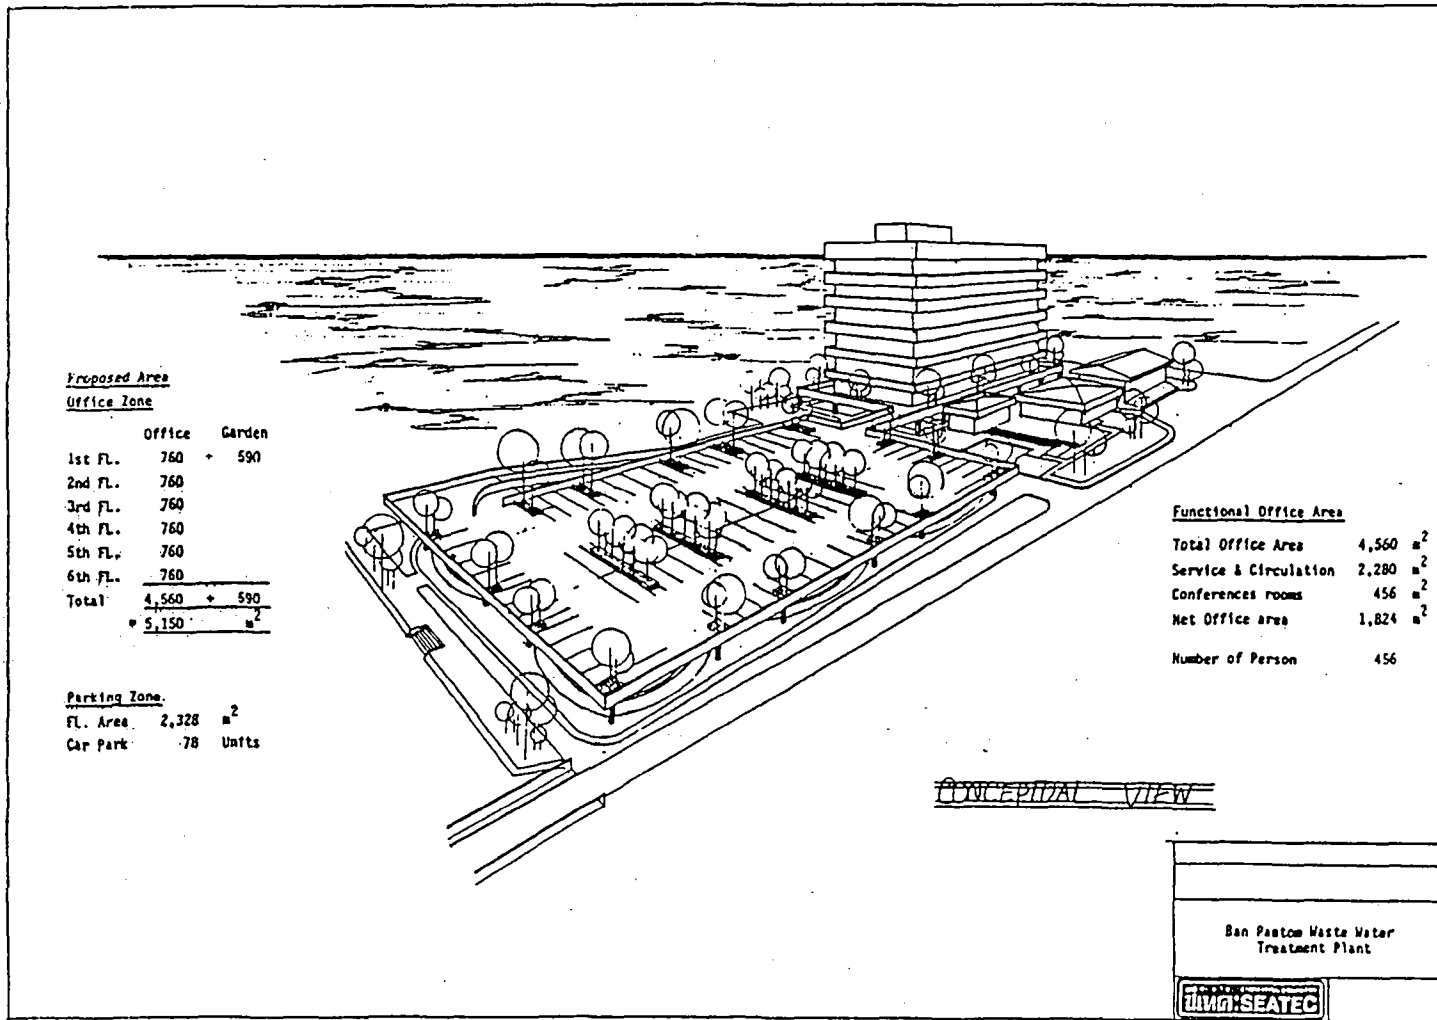 Proposed Area
Office Zone
Office Garden
1st FL. 760 + 590
2nd FL. 760
3rd FL. 760
4th FL. 760
5th FL. 760
6th FL. 760
Total 4,560 + 590
= 5,150 m²
Parking Zone.
FL. Area 2,328 m²
Car Park 78 Units
Functional Office Area
Total Office Area 4,560 m²
Service & Circulation 2,280 m²
Conferences rooms 456 m²
Net Office area 1,824 m²
Number of Person 456
CONCEPTUAL VIEW
Ban Pantom Waste Water
Treatment Plant
SEATEC